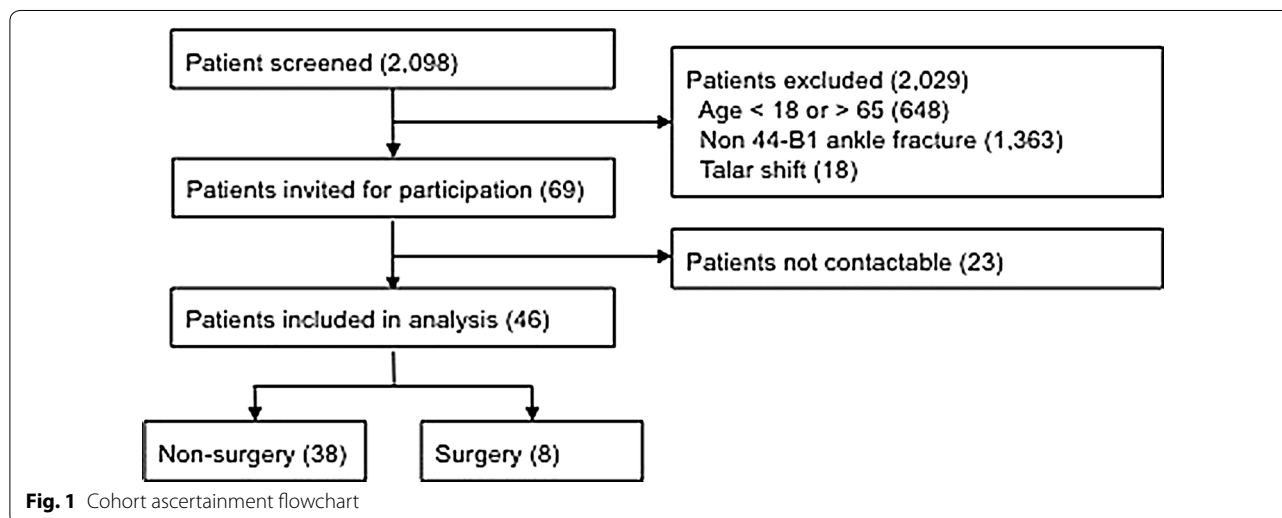 Patient screened (2,098)
Patients excluded (2,029)
Age < 18 or > 65 (648)
Non 44-B1 ankle fracture (1,363)
Talar shift (18)
Patients invited for participation (69)
Patients not contactable (23)
Patients included in analysis (46)
Non-surgery (38)
Surgery (8)
Fig. 1 Cohort ascertainment flowchart